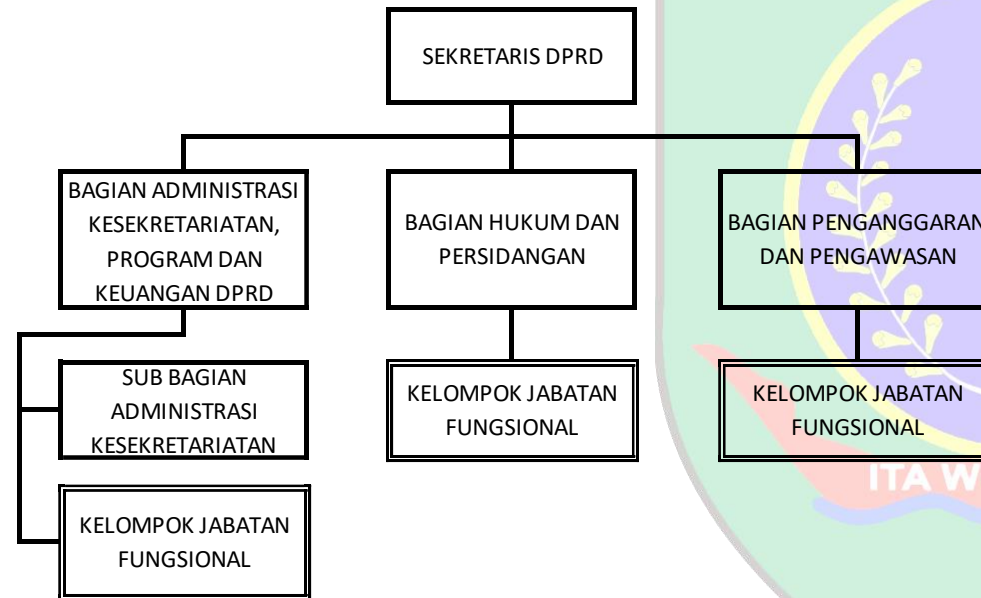 SEKRETARIS DPRD
BAGIAN ADMINISTRASI
KESEKRETARIATAN,
PROGRAM DAN
KEUANGAN DPRD
BAGIAN HUKUM DAN
PERSIDANGAN
BAGIAN PENGANGGARAN
DAN PENGAWASAN
SUB BAGIAN
ADMINISTRASI
KESEKRETARIATAN
KELOMPOK JABATAN
FUNGSIONAL
KELOMPOK JABATAN
FUNGSIONAL
KELOMPOK JABATAN
FUNGSIONAL
ITA W